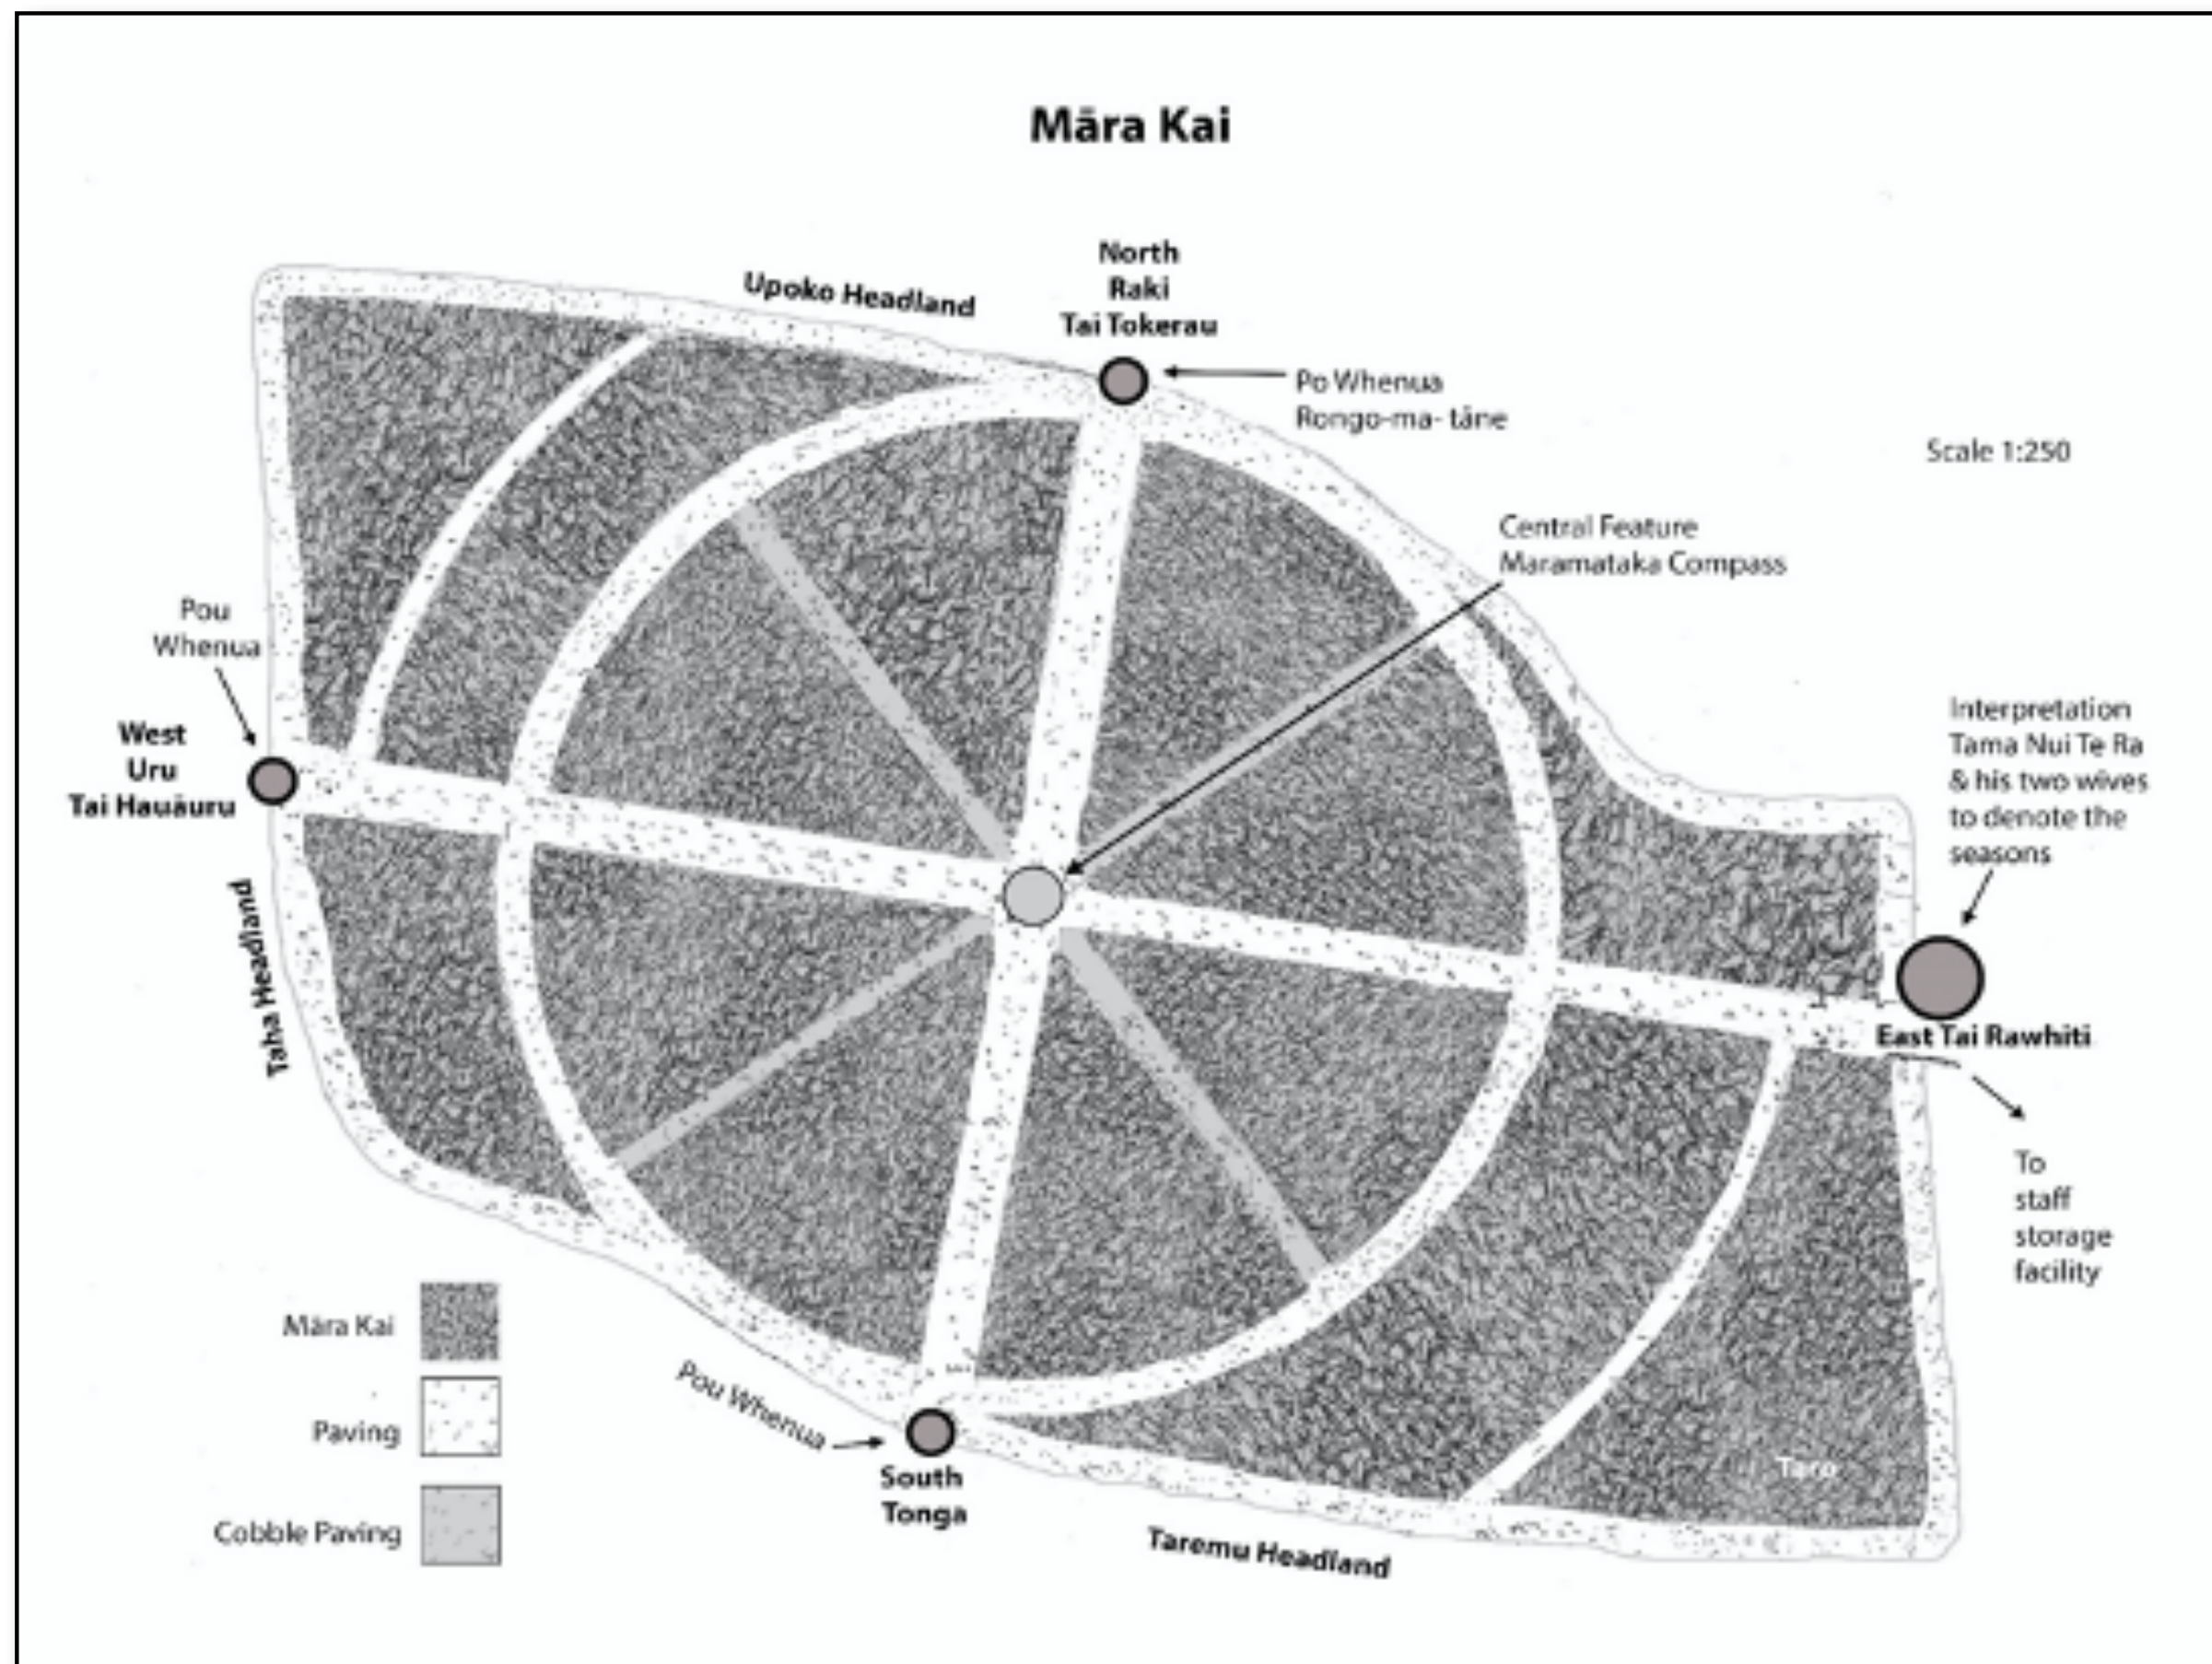 Māra Kai
Upoko Headland
North
Raki
Tai Tokerau
Po Whenua
Rongo-ma- tāne
Scale 1:250
Central Feature
Maramataka Compass
Pou
Whenua
West
Uru
Tai Hauāuru
Interpretation
Tama Nui Te Ra
& his two wives
to denote the
seasons
Taha Headland
East Tai Rawhiti
To
staff
storage
facility
Māra Kai
Paving
Cobble Paving
Pou Whenua
South
Tonga
Taro
Taremu Headland